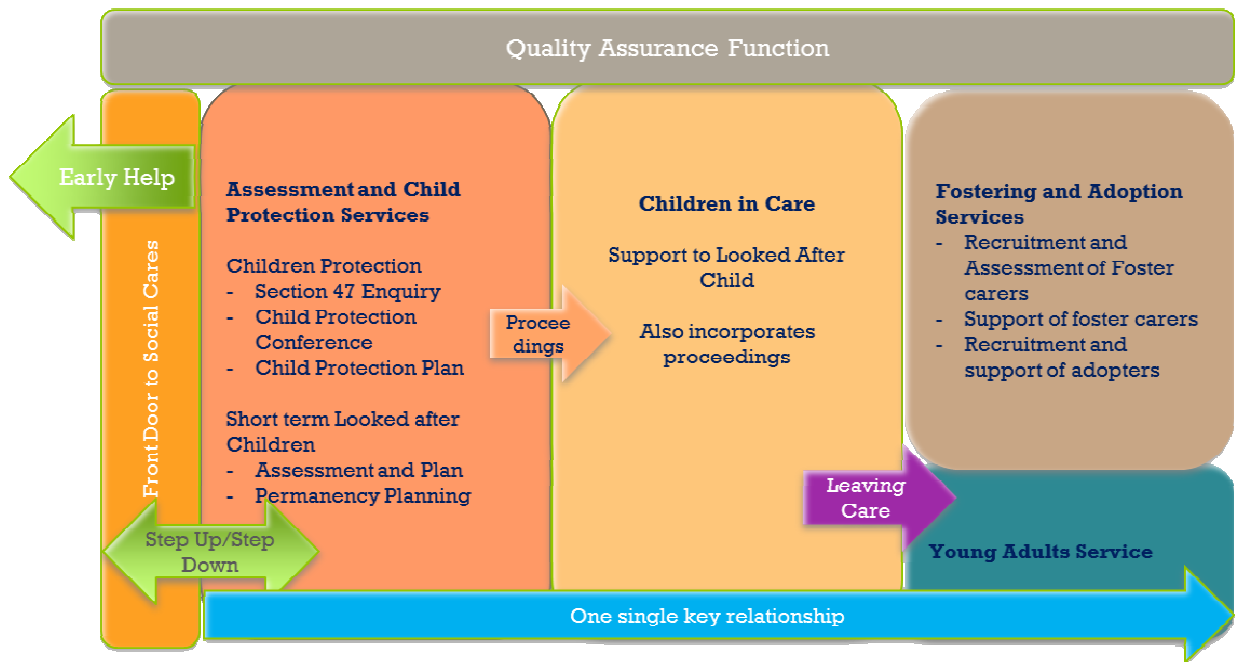 Quality Assurance Function
Early Help
Front Door to Social Cares
Step Up/Step
Down
Assessment and Child
Protection Services
Children Protection
- Section 47 Enquiry
- Child Protection
Conference
- Child Protection Plan
Short term Looked after
Children
- Assessment and Plan
- Permanency Planning
Procee
dings
Children in Care
Support to Looked After
Child
Also incorporates
proceedings
Leaving
Care
Fostering and Adoption
Services
- Recruitment and
Assessment of Foster
carers
- Support of foster carers
- Recruitment and
support of adopters
Young Adults Service
One single key relationship